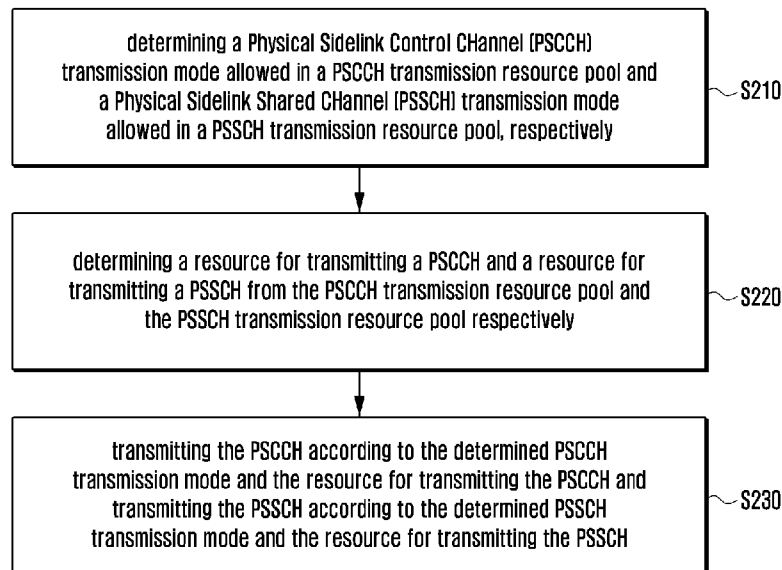 determining a Physical Sidelink Control CHannel (PSCCH)
transmission mode allowed in a PSCCH transmission resource pool and
a Physical Sidelink Shared CHannel (PSSCH) transmission mode
allowed in a PSSCH transmission resource pool, respectively
S210
determining a resource for transmitting a PSCCH and a resource for
transmitting a PSSCH from the PSCCH transmission resource pool and
the PSSCH transmission resource pool respectively
S220
transmitting the PSCCH according to the determined PSCCH
transmission mode and the resource for transmitting the PSCCH and
transmitting the PSSCH according to the determined PSSCH
transmission mode and the resource for transmitting the PSSCH
S230